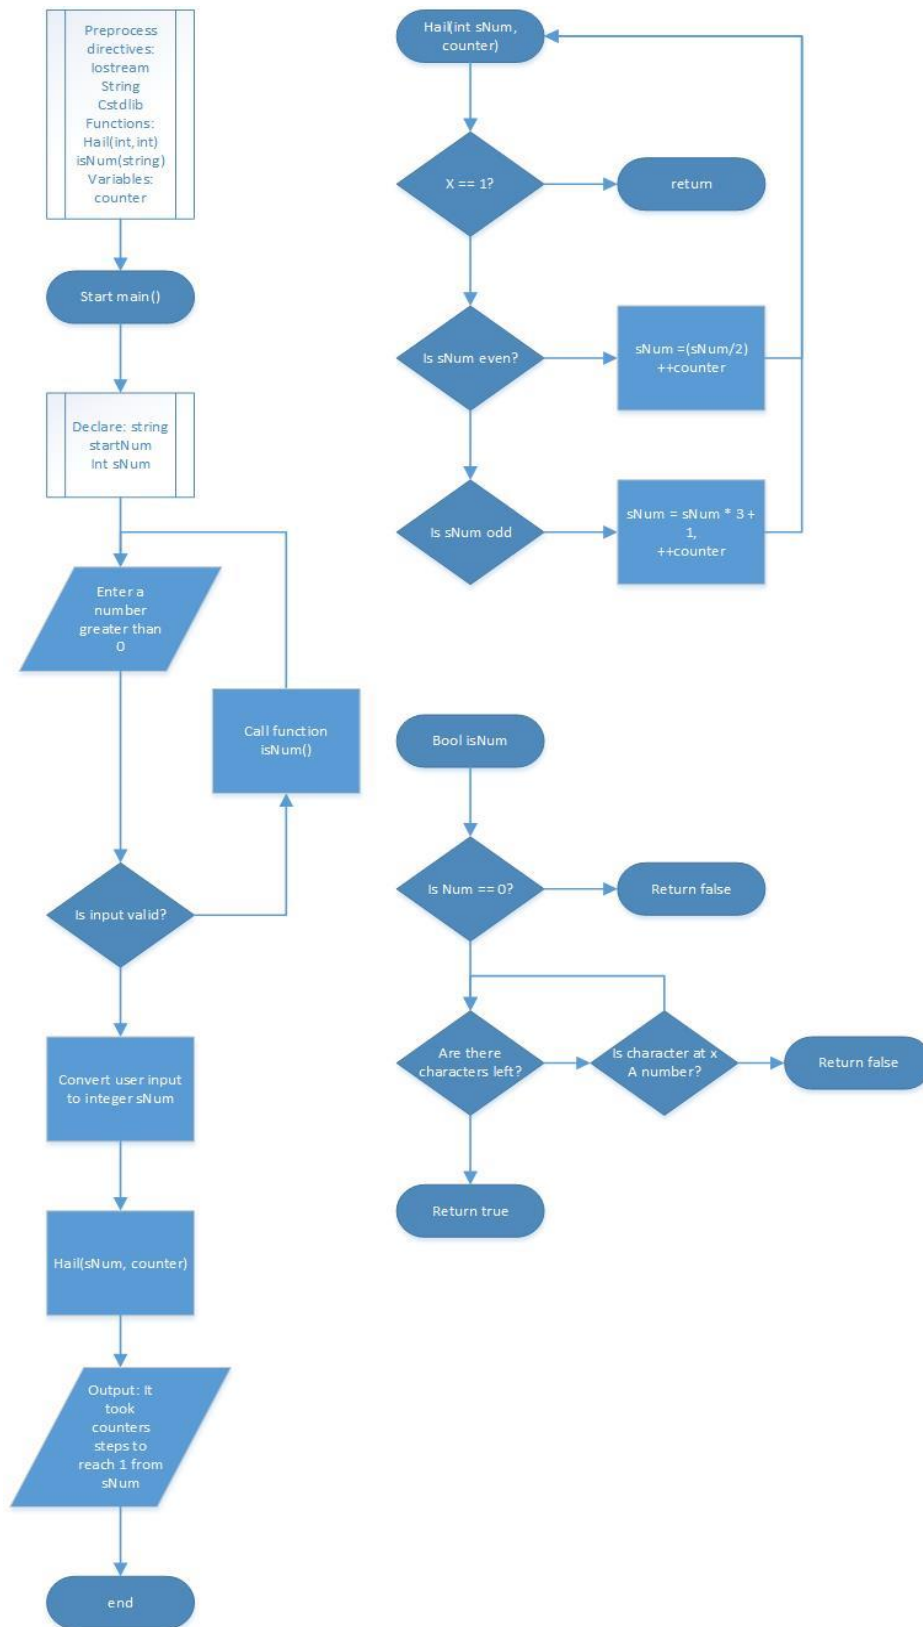 Preprocess
directives:
Iostream
String
Cstdlib
Functions:
Hail(int,int)
isNum(string)
Variables:
counter
Start main()
Declare: string
startNum
Int sNum
Enter a
number
greater than
0
Call function
isNum()
Is input valid?
Convert user input
to integer sNum
Hail(sNum, counter)
Output: It
took
counters
steps to
reach 1 from
sNum
end
Hail(int sNum,
counter)
X == 1?
return
Is sNum even?
sNum =(sNum/2)
++counter
Is sNum odd
sNum = sNum * 3 +
1,
++counter
Bool isNum
Is Num == 0?
Return false
Are there
characters left?
Is character at x
A number?
Return false
Return true